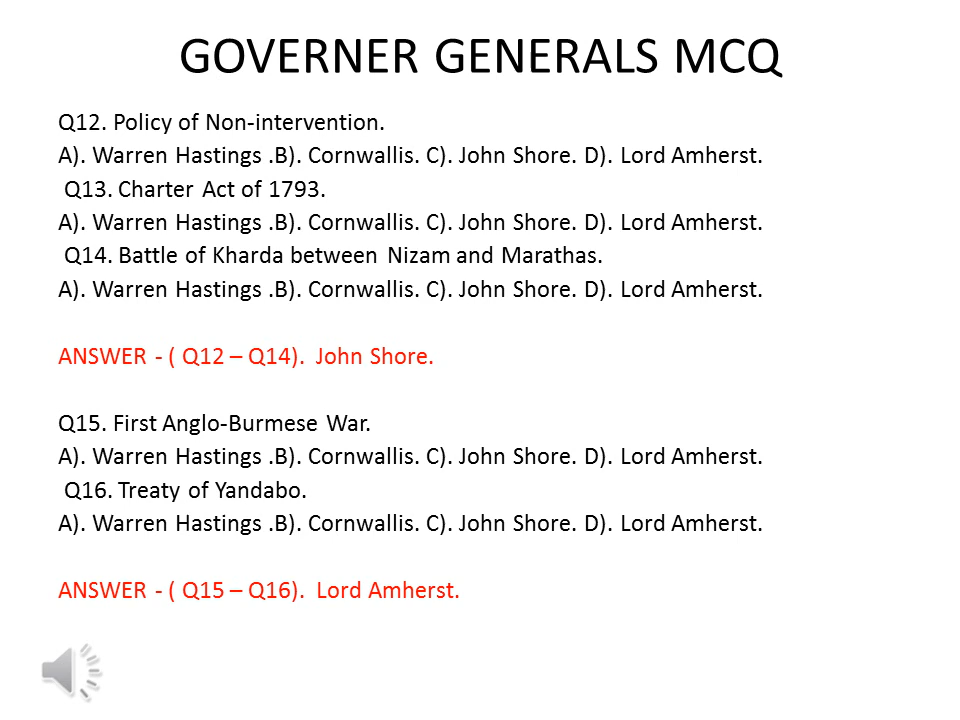 GOVERNER GENERALS MCQ
Q12. Policy of Non-intervention.
A). Warren Hastings .B). Cornwallis. C). John Shore. D). Lord Amherst.
Q13. Charter Act of 1793.
A). Warren Hastings .B). Cornwallis. C). John Shore. D). Lord Amherst.
Q14. Battle of Kharda between Nizam and Marathas.
A). Warren Hastings .B). Cornwallis. C). John Shore. D). Lord Amherst.
ANSWER - ( Q12 – Q14). John Shore.
Q15. First Anglo-Burmese War.
A). Warren Hastings .B). Cornwallis. C). John Shore. D). Lord Amherst.
Q16. Treaty of Yandabo.
A). Warren Hastings .B). Cornwallis. C). John Shore. D). Lord Amherst.
ANSWER - ( Q15 – Q16). Lord Amherst.